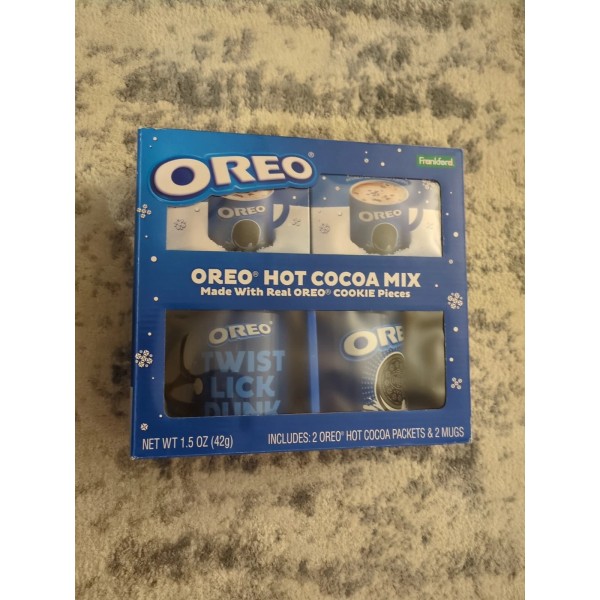 OREO®
Frankford.
OREO
OREO
OREO® HOT COCOA MIX
Made With Real OREO® COOKIE Pieces
OREO
TWIST
LICK
DUNK
ORE
NET WT 1.5 OZ (42g)
INCLUDES: 2 OREO® HOT COCOA PACKETS & 2 MUGS